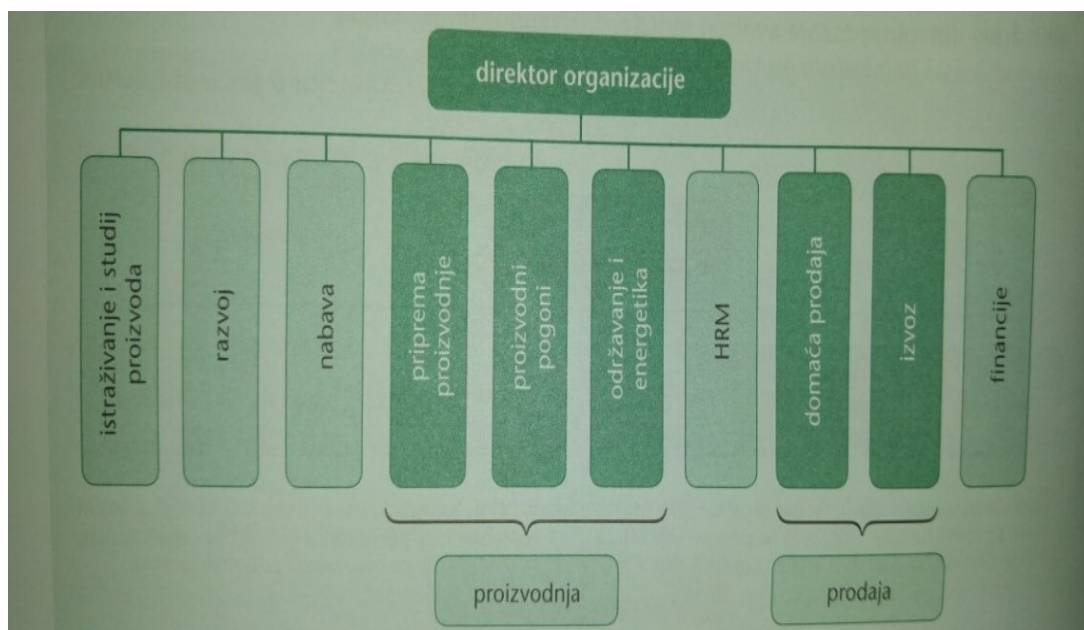 direktor organizacije
istraživanje i studij
proizvoda
razvoj
nabava
priprema
proizvodnje
proizvodni
pogoni
održavanje i
energetika
HRM
domaća prodaja
izvoz
financije
proizvodnja
prodaja